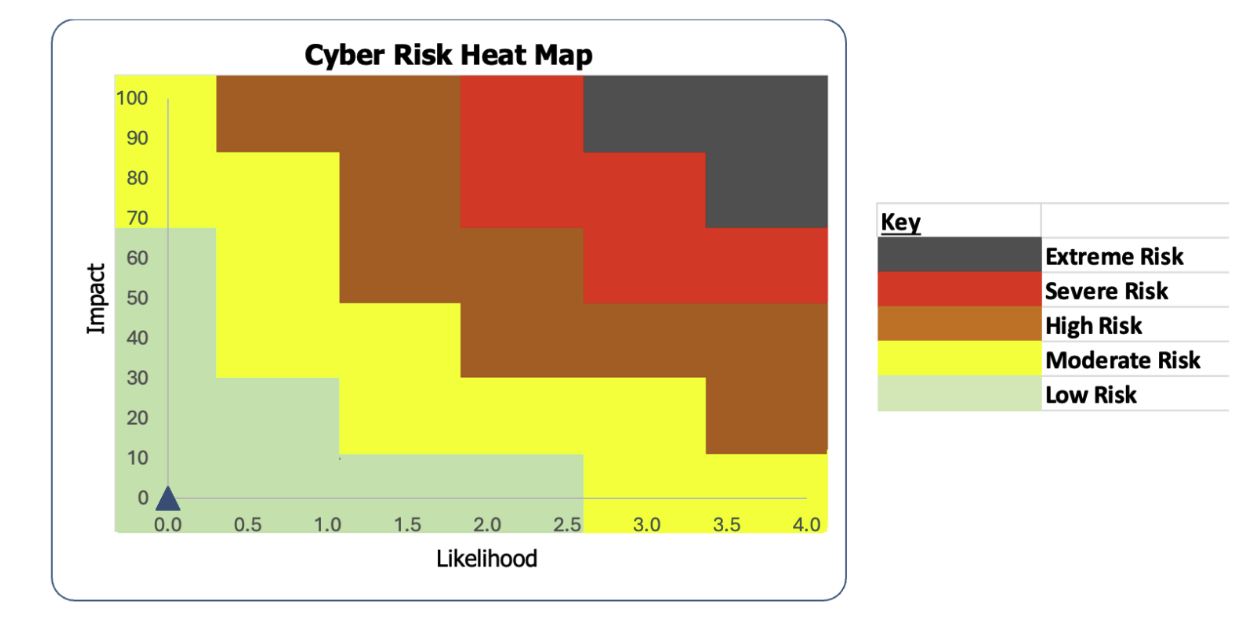 Cyber Risk Heat Map
100
90
80
70
60
50
40
30
20
10
0
0.0 0.5 1.0 1.5 2.0 2.5 3.0 3.5 4.0
Impact
Likelihood
Key
Extreme Risk
Severe Risk
High Risk
Moderate Risk
Low Risk